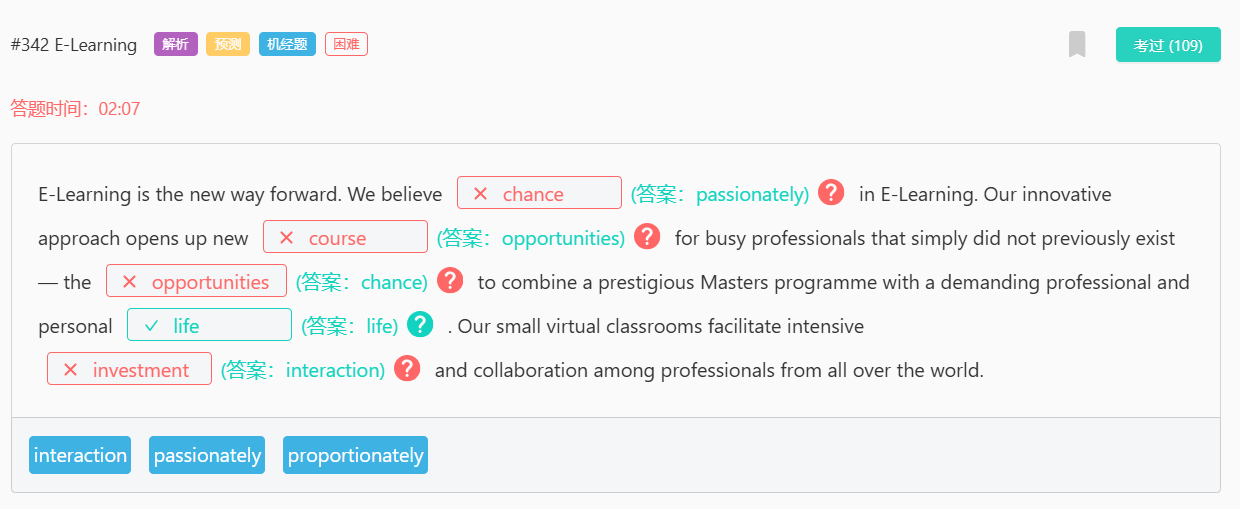 #342 E-Learning 解析 预测 机经题 困难 考过 (109)
答题时间：02:07
E-Learning is the new way forward. We believe × chance (答案：passionately) ? in E-Learning. Our innovative
approach opens up new × course (答案：opportunities) ? for busy professionals that simply did not previously exist
— the × opportunities (答案：chance) ? to combine a prestigious Masters programme with a demanding professional and
personal ✓ life (答案：life) ? . Our small virtual classrooms facilitate intensive
× investment (答案：interaction) ? and collaboration among professionals from all over the world.
interaction passionately proportionately